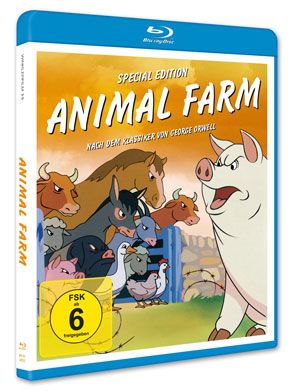 Blu-ray Disc
SPECIAL EDITION
ANIMAL FARM
NACH DEM KLASSIKER VON GEORGE ORWELL
ANIMAL FARM
FSK
ab
6
freigegeben